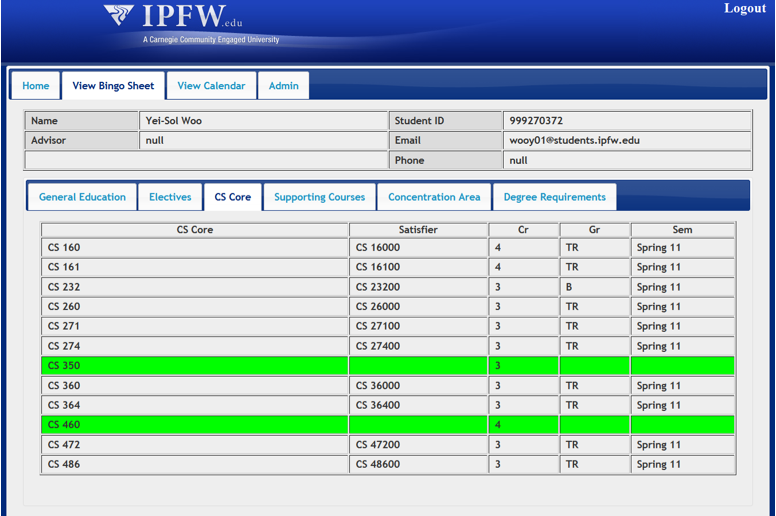 Logout
IPFW.edu
A Carnegie Community Engaged University
Home View Bingo Sheet View Calendar Admin
Name Yei-Sol Woo Student ID 999270372
Advisor null Email wooy01@students.ipfw.edu
Phone null
General Education Electives CS Core Supporting Courses Concentration Area Degree Requirements
CS Core Satisfier Cr Gr Sem
CS 160 CS 16000 4 TR Spring 11
CS 161 CS 16100 4 TR Spring 11
CS 232 CS 23200 3 B Spring 11
CS 260 CS 26000 3 TR Spring 11
CS 271 CS 27100 3 TR Spring 11
CS 274 CS 27400 3 TR Spring 11
CS 350 3
CS 360 CS 36000 3 TR Spring 11
CS 364 CS 36400 3 TR Spring 11
CS 460 4
CS 472 CS 47200 3 TR Spring 11
CS 486 CS 48600 3 TR Spring 11